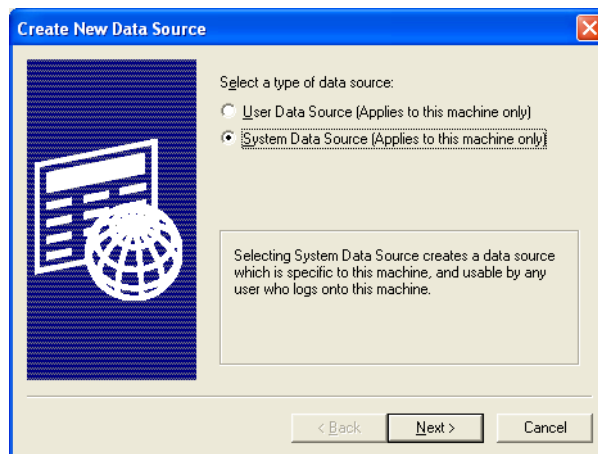 Create New Data Source
Select a type of data source:
User Data Source (Applies to this machine only)
System Data Source (Applies to this machine only)
Selecting System Data Source creates a data source
which is specific to this machine, and usable by any
user who logs onto this machine.
< Back
Next >
Cancel